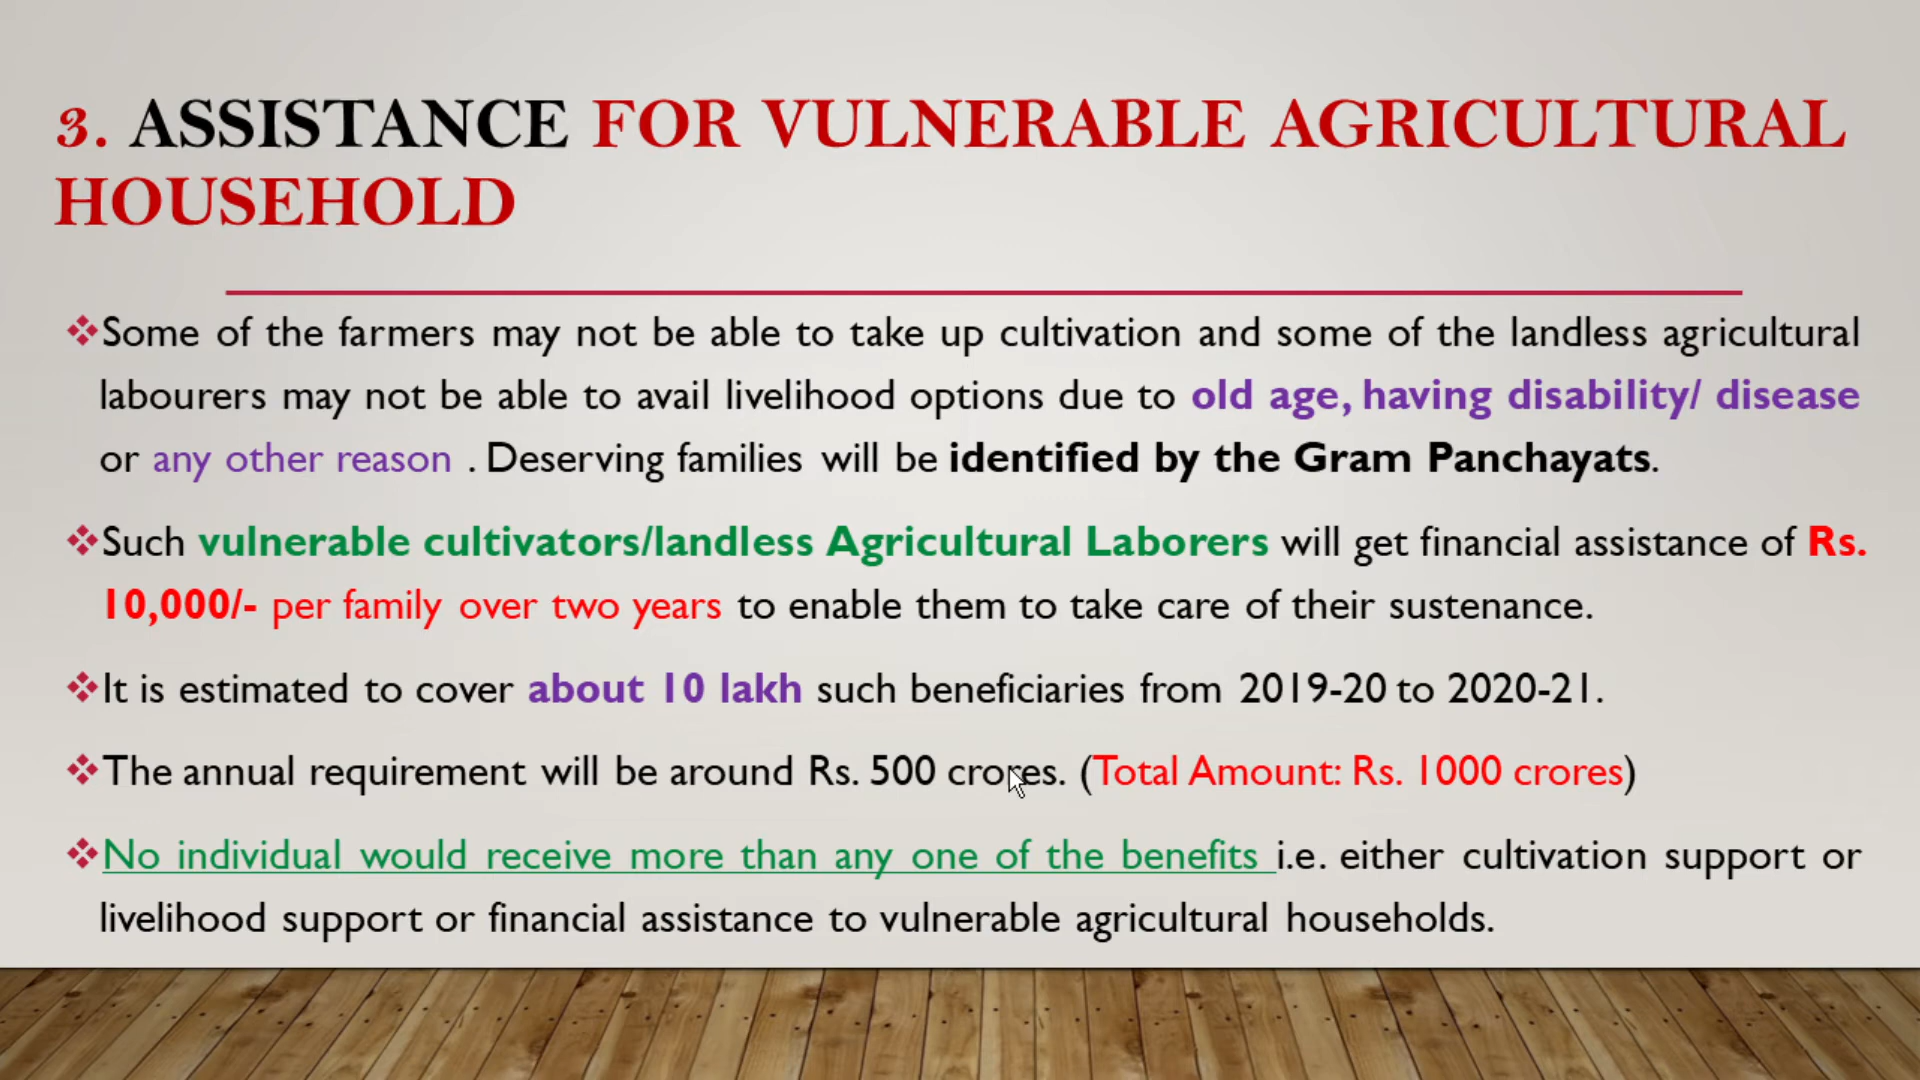 3. ASSISTANCE FOR VULNERABLE AGRICULTURAL
HOUSEHOLD
❖Some of the farmers may not be able to take up cultivation and some of the landless agricultural
labourers may not be able to avail livelihood options due to old age, having disability/ disease
or any other reason . Deserving families will be identified by the Gram Panchayats.
❖Such vulnerable cultivators/landless Agricultural Laborers will get financial assistance of Rs.
10,000/- per family over two years to enable them to take care of their sustenance.
❖It is estimated to cover about 10 lakh such beneficiaries from 2019-20 to 2020-21.
❖The annual requirement will be around Rs. 500 crores. (Total Amount: Rs. 1000 crores)
❖No individual would receive more than any one of the benefits i.e. either cultivation support or
livelihood support or financial assistance to vulnerable agricultural households.